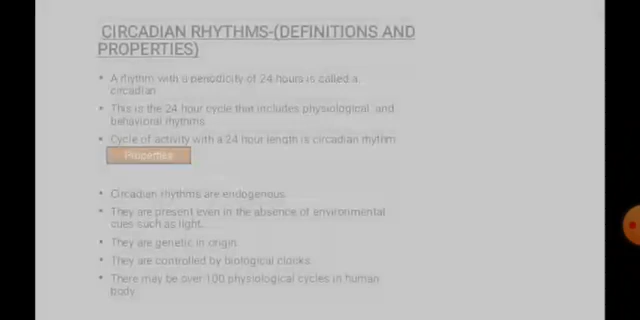 CIRCADIAN RHYTHMS-(DEFINITIONS AND
PROPERTIES)
• A rhythm with a periodicity of 24 hours is called a
circadian
• This is the 24 hour cycle that includes physiological and
behavioral rhythms
• Cycle of activity with a 24 hour length is circadian rhythm
Properties
• Circadian rhythms are endogenous
• They are present even in the absence of environmental
cues such as light....
• They are genetic in origin
• They are controlled by biological clocks
• There may be over 100 physiological cycles in human
body